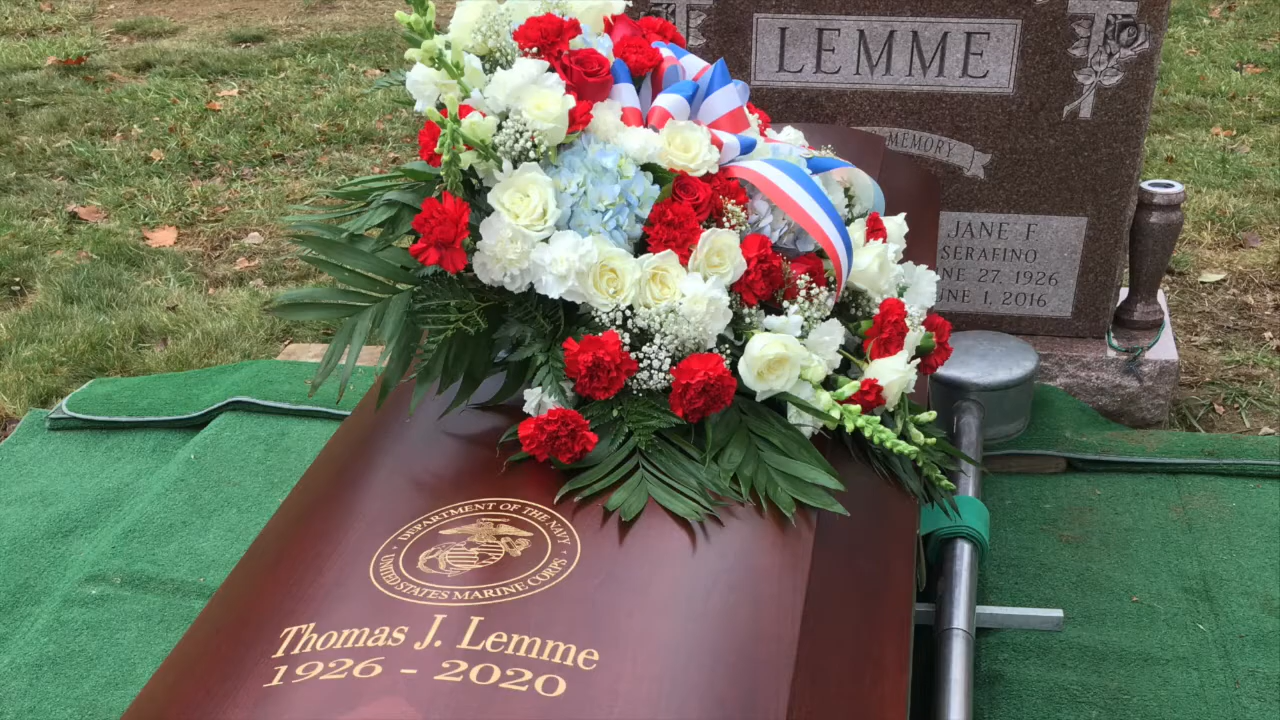 LEMME
MEMORY
JANE F.
SERAFINO
NE 27, 1926
UNE 1, 2016
DEPARTMENT OF THE NAVY
UNITED STATES MARINE CORPS
Thomas J. Lemme
1926 - 2020